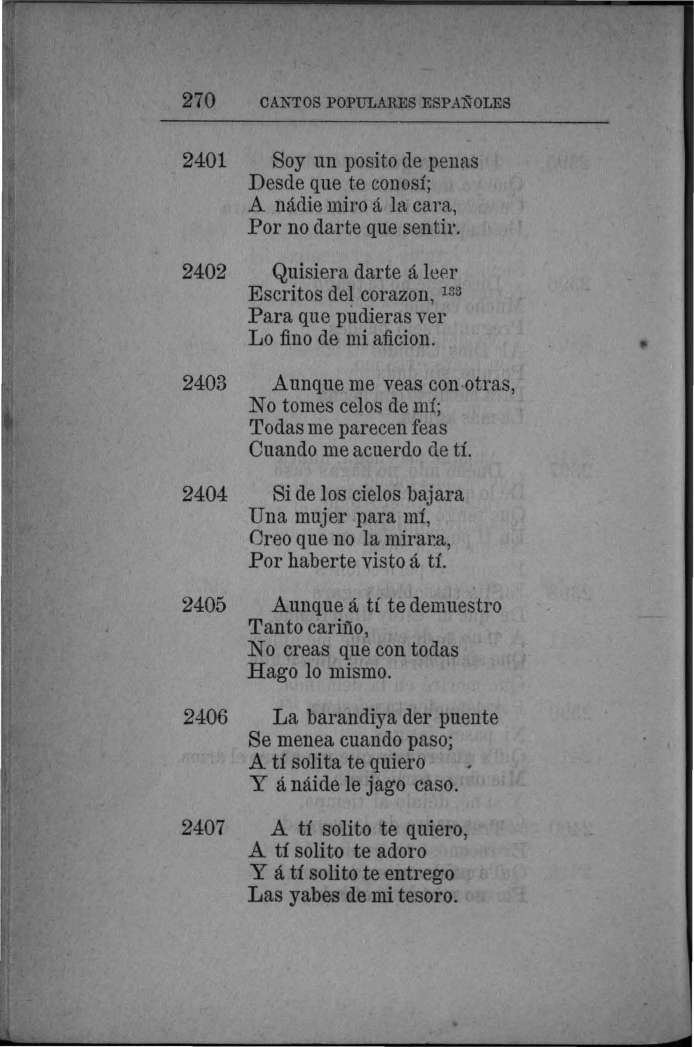 270 CANTOS POPULARES ESPAÑOLES
2401 Soy un posito de penas
Desde que te conosí;
A nádie miro á la cara,
Por no darte que sentir.
2402 Quisiera darte á leer
Escritos del corazon, 133
Para que pudieras ver
Lo fino de mi aficion.
2403 Aunque me veas con otras,
No tomes celos de mí;
Todas me parecen feas
Cuando me acuerdo de tí.
2404 Si de los cielos bajara
Una mujer para mí,
Creo que no la mirara,
Por haberte visto á tí.
2405 Aunque á tí te demuestro
Tanto cariño,
No creas que con todas
Hago lo mismo.
2406 La barandiya der puente
Se menea cuando paso;
A tí solita te quiero
Y á náide le jago caso.
2407 A tí solito te quiero,
A tí solito te adoro
Y á tí solito te entrego
Las yabes de mi tesoro.